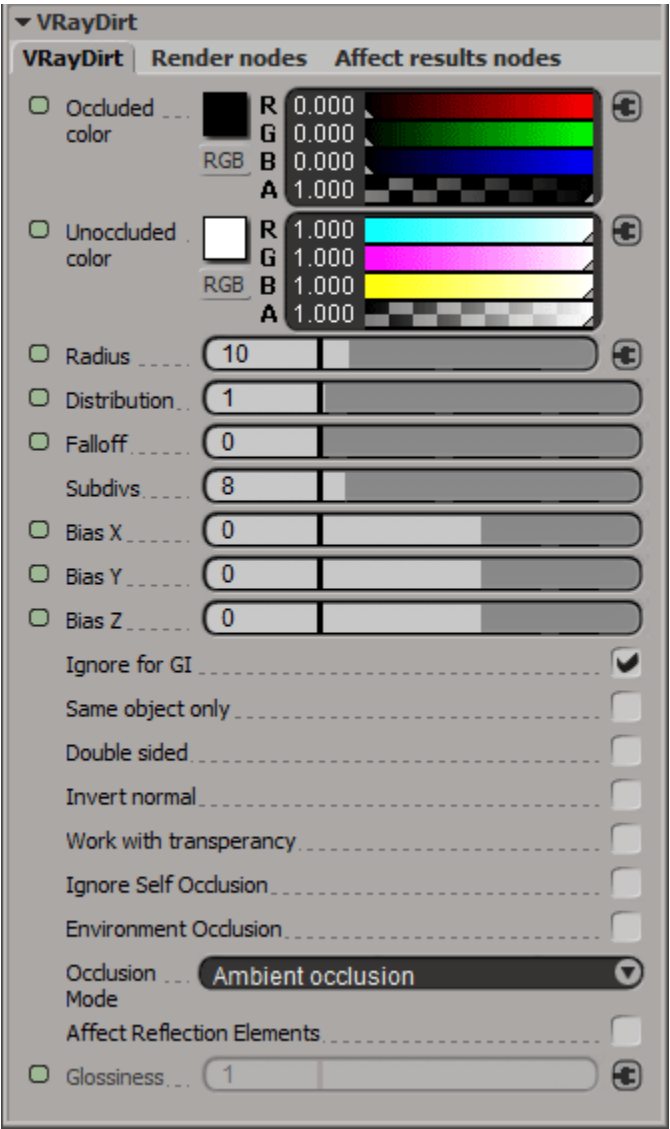 VRayDirt
VRayDirt Render nodes Affect results nodes
Occluded R 0.000
color G 0.000
RGB B 0.000
A 1.000
Unoccluded R 1.000
color G 1.000
RGB B 1.000
A 1.000
Radius 10
Distribution 1
Falloff 0
Subdivs 8
Bias X 0
Bias Y 0
Bias Z 0
Ignore for GI
Same object only
Double sided
Invert normal
Work with transperancy
Ignore Self Occlusion
Environment Occlusion
Occlusion Ambient occlusion
Mode
Affect Reflection Elements
Glossiness 1